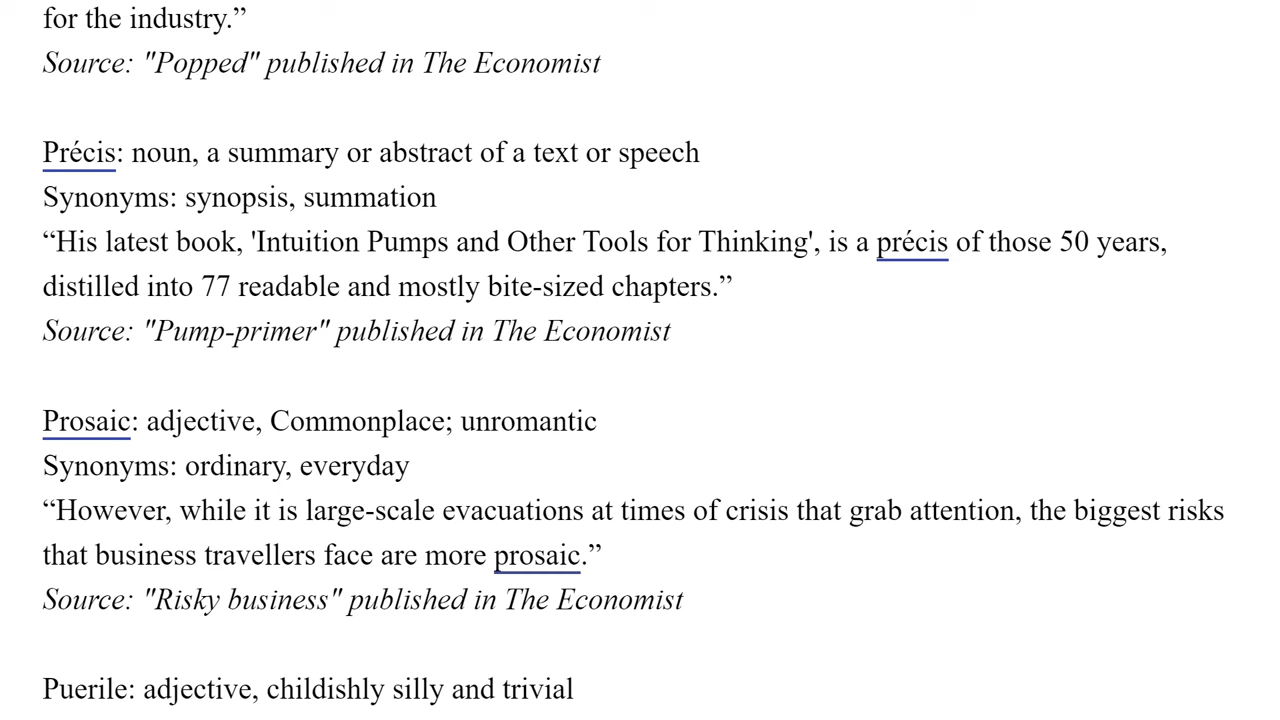 for the industry.”
Source: "Popped" published in The Economist
Précis: noun, a summary or abstract of a text or speech
Synonyms: synopsis, summation
“His latest book, 'Intuition Pumps and Other Tools for Thinking', is a précis of those 50 years,
distilled into 77 readable and mostly bite-sized chapters.”
Source: "Pump-primer" published in The Economist
Prosaic: adjective, Commonplace; unromantic
Synonyms: ordinary, everyday
“However, while it is large-scale evacuations at times of crisis that grab attention, the biggest risks
that business travellers face are more prosaic.”
Source: "Risky business" published in The Economist
Puerile: adjective, childishly silly and trivial